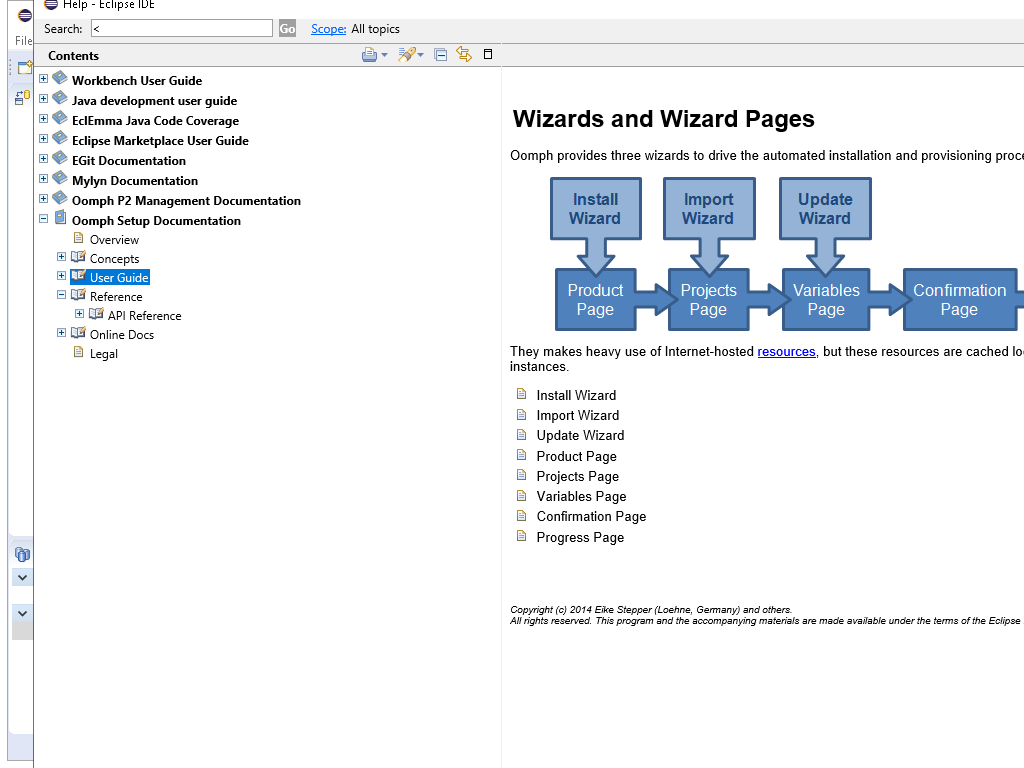 Help - Eclipse IDE
File
Search: < Go Scope: All topics
Contents
Workbench User Guide
Java development user guide
EclEmma Java Code Coverage
Eclipse Marketplace User Guide
EGit Documentation
Mylyn Documentation
Oomph P2 Management Documentation
Oomph Setup Documentation
Overview
Concepts
User Guide
Reference
API Reference
Online Docs
Legal
Wizards and Wizard Pages
Oomph provides three wizards to drive the automated installation and provisioning proce
Install Wizard
Import Wizard
Update Wizard
Product Page
Projects Page
Variables Page
Confirmation Page
They makes heavy use of Internet-hosted resources, but these resources are cached lo
instances.
Install Wizard
Import Wizard
Update Wizard
Product Page
Projects Page
Variables Page
Confirmation Page
Progress Page
Copyright (c) 2014 Eike Stepper (Loehne, Germany) and others.
All rights reserved. This program and the accompanying materials are made available under the terms of the Eclipse